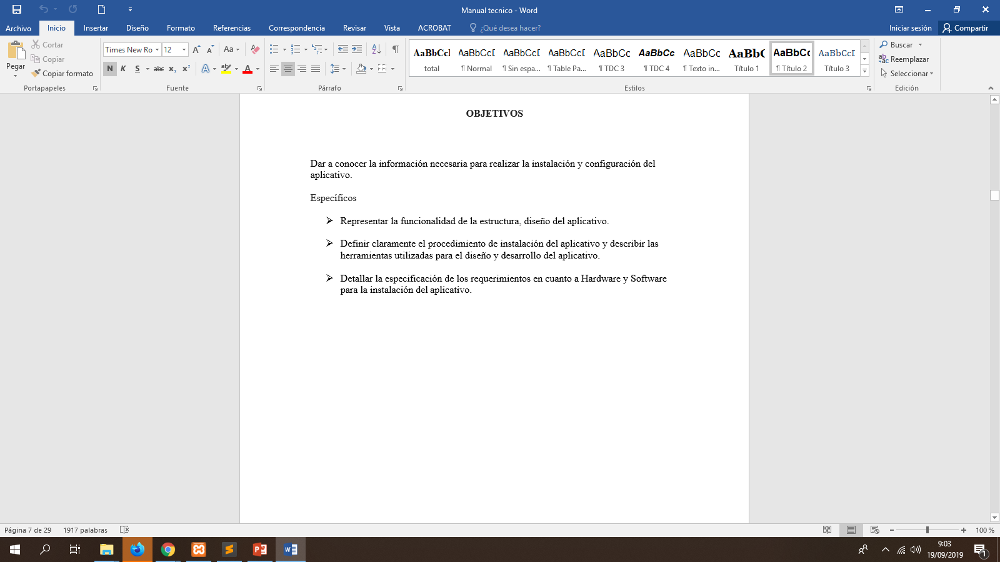 Manual tecnico - Word
Archivo Inicio Insertar Diseño Formato Referencias Correspondencia Revisar Vista ACROBAT ¿Qué desea hacer? Iniciar sesión Compartir
Pegar
Cortar
Copiar
Copiar formato
Portapapeles
Times New Ro 12
Aa
N K S abc x₂ x² A ab A
Fuente
Párrafo
AaBbCcI AaBbCcD AaBbCcD AaBbCcD AaBbCc AaBbCc AaBbCc AaBbC AaBbCc AaBbCcD
total ¶ Normal ¶ Sin espa... ¶ Table Pa... ¶ TDC 3 ¶ TDC 4 ¶ Texto in... Título 1 ¶ Título 2 Título 3
Estilos
Buscar
Reemplazar
Seleccionar
Edición
OBJETIVOS
Dar a conocer la información necesaria para realizar la instalación y configuración del
aplicativo.
Específicos
➢ Representar la funcionalidad de la estructura, diseño del aplicativo.
➢ Definir claramente el procedimiento de instalación del aplicativo y describir las
herramientas utilizadas para el diseño y desarrollo del aplicativo.
➢ Detallar la especificación de los requerimientos en cuanto a Hardware y Software
para la instalación del aplicativo.
Página 7 de 29 1917 palabras 100 %
9:03
19/09/2019
1